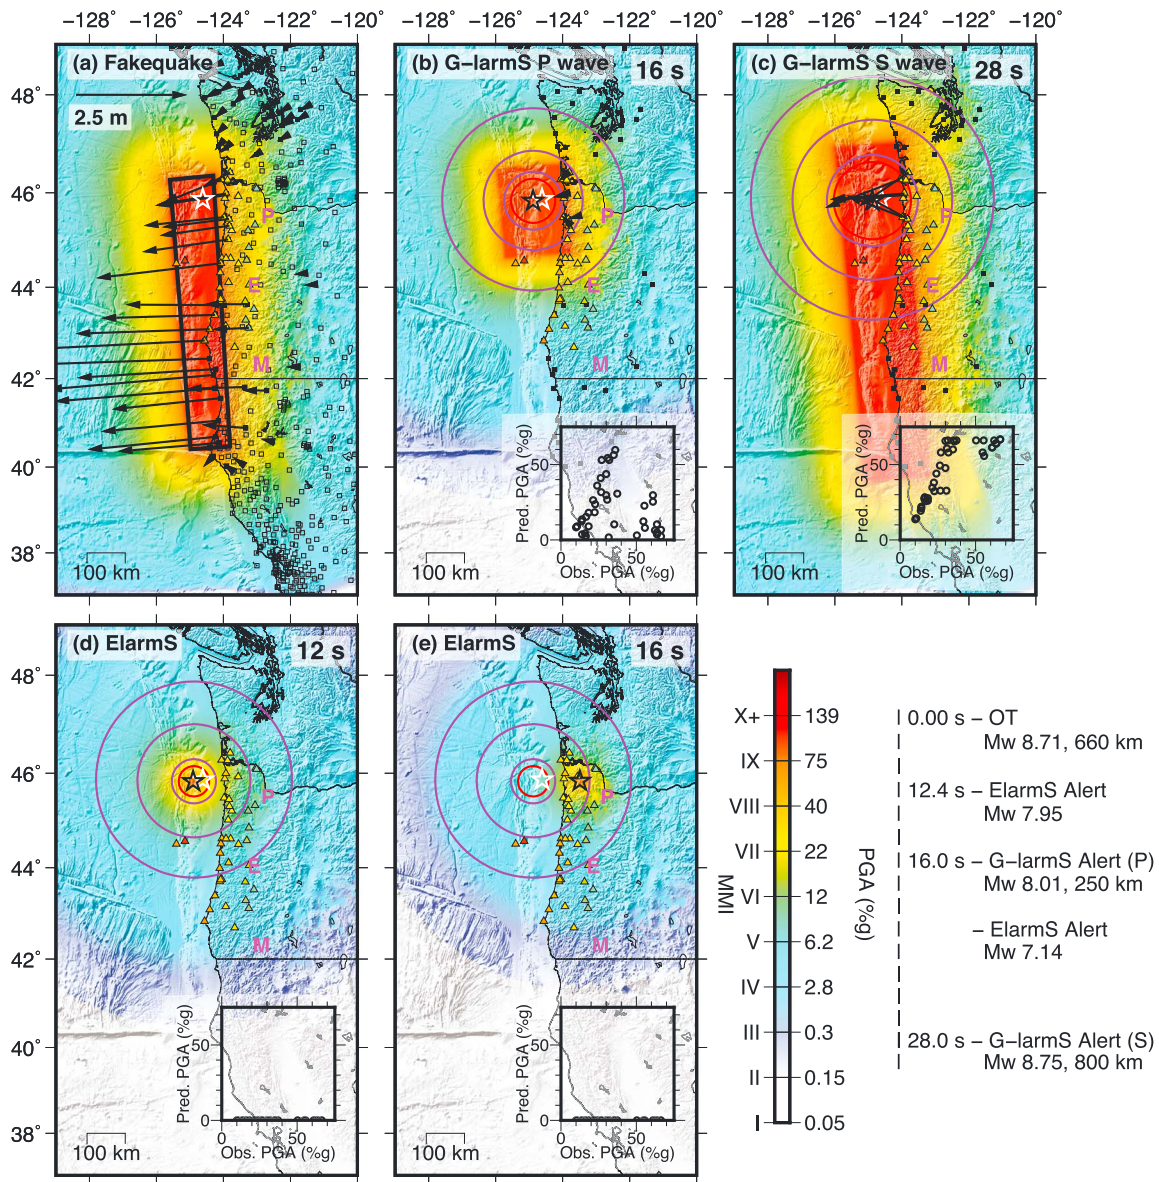 −128° −126° −124° −122° −120°
−128° −126° −124° −122° −120°
−128° −126° −124° −122° −120°
(a) Fakequake
2.5 m
P
E
M
100 km
48°
46°
44°
42°
40°
38°
(b) G−larmS P wave
16 s
P
E
M
100 km
Pred. PGA (%g)
50
0
50
Obs. PGA (%g)
(c) G−larmS S wave
28 s
P
E
M
100 km
Pred. PGA (%g)
50
0
0
50
Obs. PGA (%g)
(d) ElarmS
12 s
P
E
M
100 km
48°
46°
44°
42°
40°
38°
Pred. PGA (%g)
50
0
0
50
Obs. PGA (%g)
(e) ElarmS
16 s
P
E
M
100 km
Pred. PGA (%g)
50
0
0
50
Obs. PGA (%g)
MMI
PGA (%g)
X+ 139
IX 75
VIII 40
VII 22
VI 12
V 6.2
IV 2.8
III 0.3
II 0.15
I 0.05
0.00 s – OT
Mw 8.71, 660 km
12.4 s – ElarmS Alert
Mw 7.95
16.0 s – G−larmS Alert (P)
Mw 8.01, 250 km
– ElarmS Alert
Mw 7.14
28.0 s – G−larmS Alert (S)
Mw 8.75, 800 km